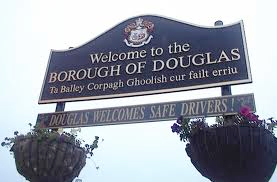 Welcome to the
BOROUGH OF DOUGLAS
Ta Balley Corpagh Ghoolish cur failt erriu
DOUGLAS WELCOMES SAFE DRIVERS!